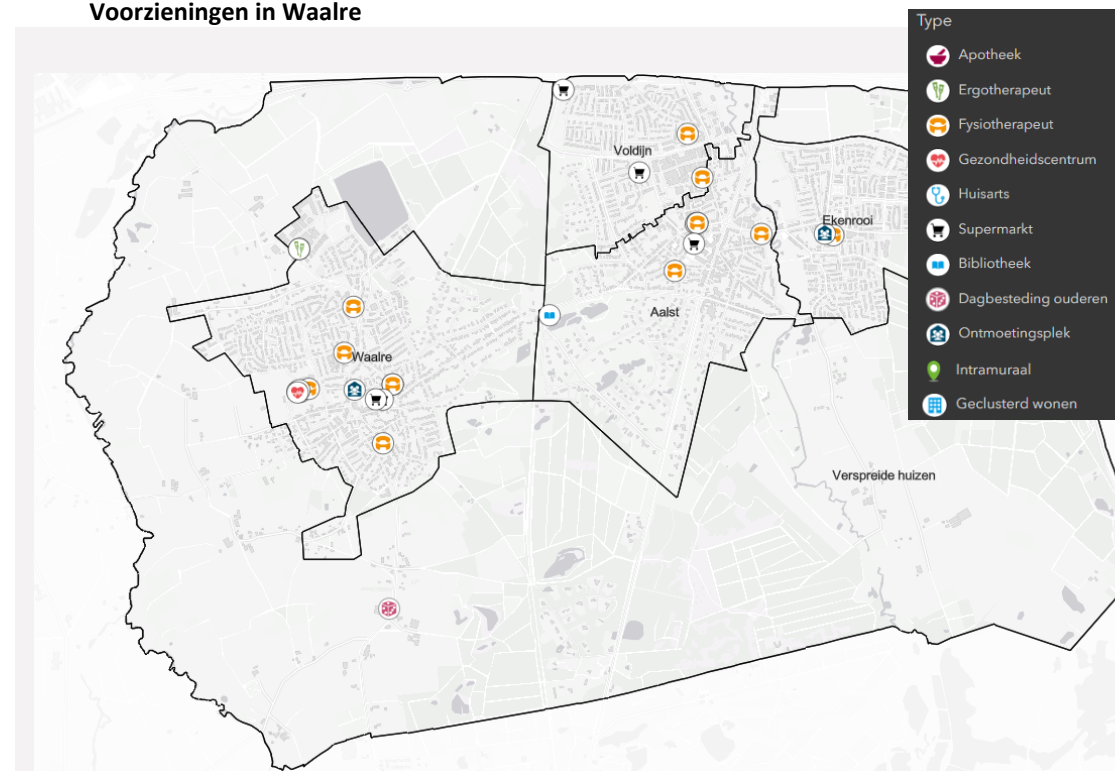 Voorzieningen in Waalre
Type
Apotheek
Ergotherapeut
Fysiotherapeut
Gezondheidscentrum
Huisarts
Supermarkt
Bibliotheek
Dagbesteding ouderen
Ontmoetingsplek
Intramuraal
Geclusterd wonen
Voldijn
Ekenrooi
Aalst
Waalre
Verspreide huizen